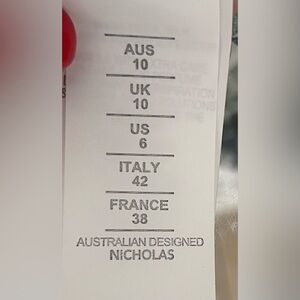 AUS
10
UK
10
US
6
ITALY
42
FRANCE
38
AUSTRALIAN DESIGNED
NICHOLAS